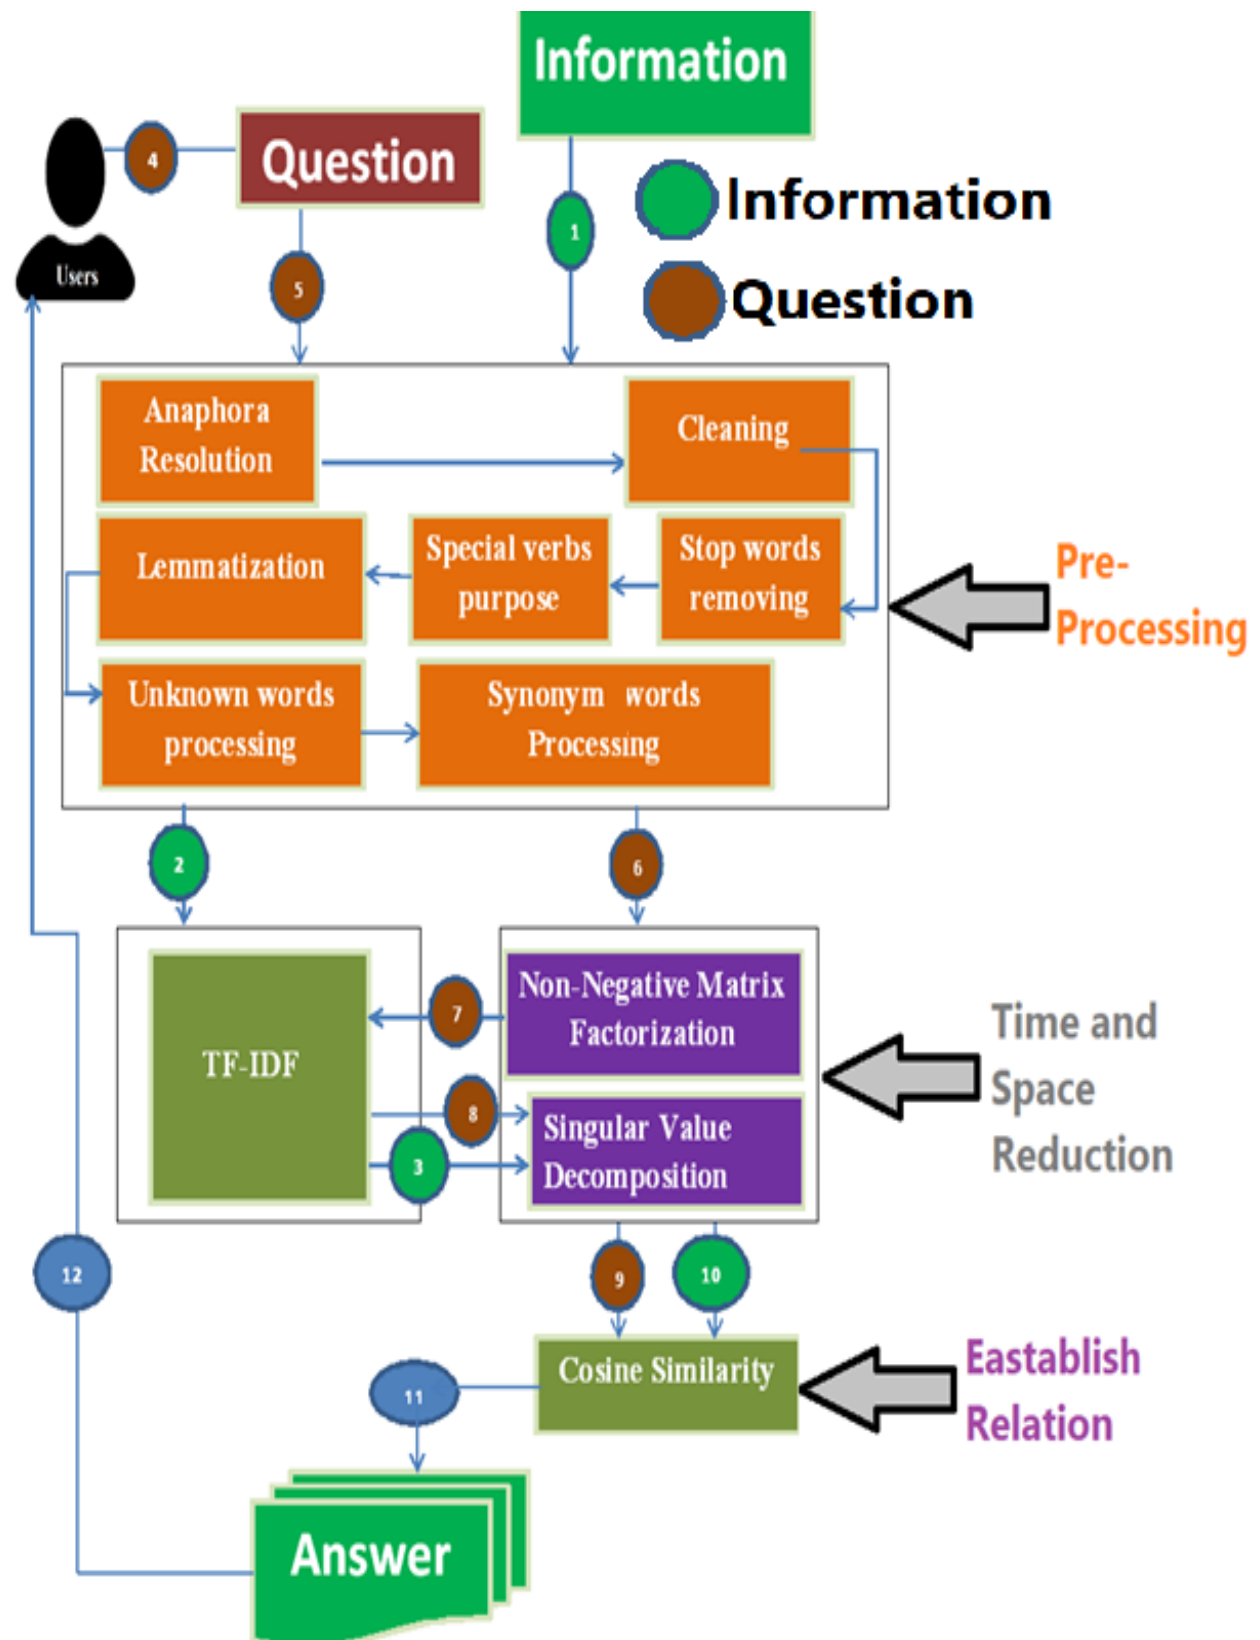 Information
Question
4
Users
1
5
Information
Question
Anaphora
Resolution
Cleaning
Lemmatization
Special verbs
purpose
Stop words
removing
Pre-
Processing
Unknown words
processing
Synonym words
Processing
2
6
TF-IDF
Non-Negative Matrix
Factorization
7
8
3
Singular Value
Decomposition
Time and
Space
Reduction
12
9
10
Cosine Similarity
Eastablish
Relation
11
Answer